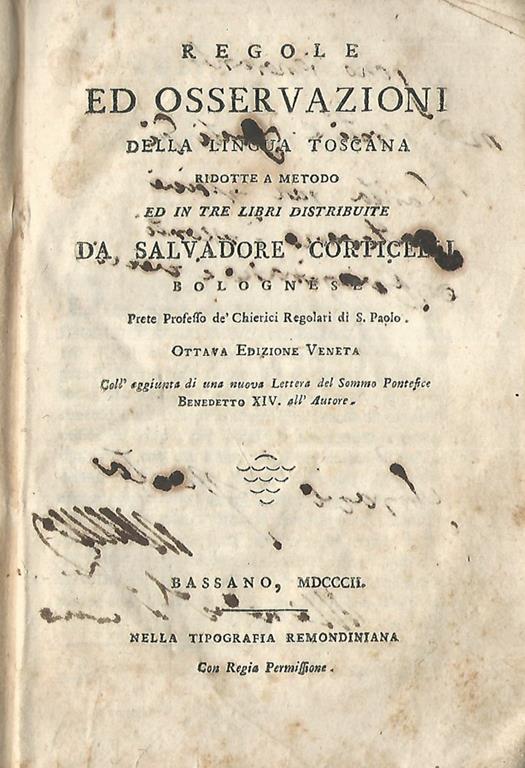 REGOLE
ED OSSERVAZIONI
DELLA LINGUA TOSCANA
RIDOTTE A METODO
ED IN TRE LIBRI DISTRIBUITE
DA SALVADORE CORTICELLI
BOLOGNESE
Prete Professo de' Chierici Regolari di S. Paolo.
OTTAVA EDIZIONE VENETA
Coll' aggiunta di una nuova Lettera del Sommo Pontefice
BENEDETTO XIV. all' Autore.
BASSANO, MDCCCII.
NELLA TIPOGRAFIA REMONDINIANA
Con Regia Permissione.